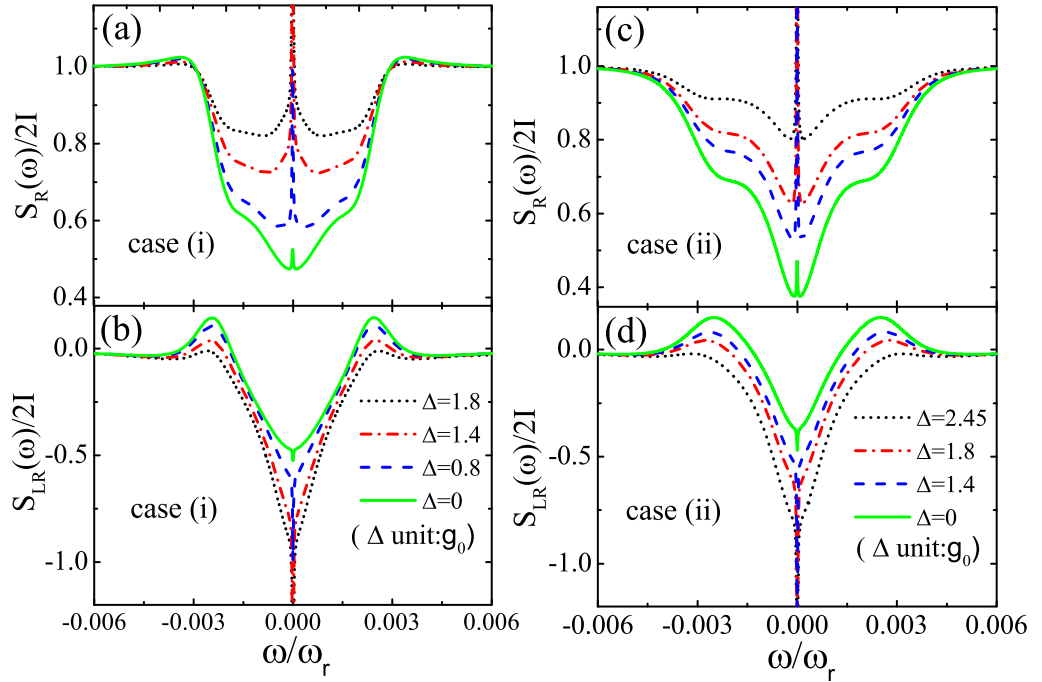 (a)
S_R(ω)/2I
1.0
0.8
0.6
0.4
case (i)
(c)
S_R(ω)/2I
1.0
0.8
0.6
0.4
case (ii)
(b)
S_LR(ω)/2I
0.0
-0.5
-1.0
case (i)
Δ=1.8
Δ=1.4
Δ=0.8
Δ=0
( Δ unit:g₀)
-0.006 -0.003 0.000 0.003 0.006
ω/ω_r
(d)
S_LR(ω)/2I
0.0
-0.5
-1.0
case (ii)
Δ=2.45
Δ=1.8
Δ=1.4
Δ=0
( Δ unit:g₀)
-0.006 -0.003 0.000 0.003 0.006
ω/ω_r